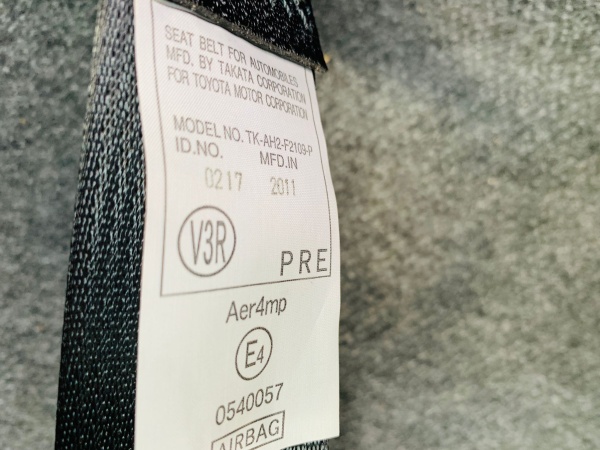 SEAT BELT FOR AUTOMOBILES
MFD. BY TAKATA CORPORATION
FOR TOYOTA MOTOR CORPORATION
MODEL NO. TK-AH2-F2109-P
ID.NO. MFD.IN
0217 2011
V3R
PRE
Aer4mp
E4
0540057
AIRBAG